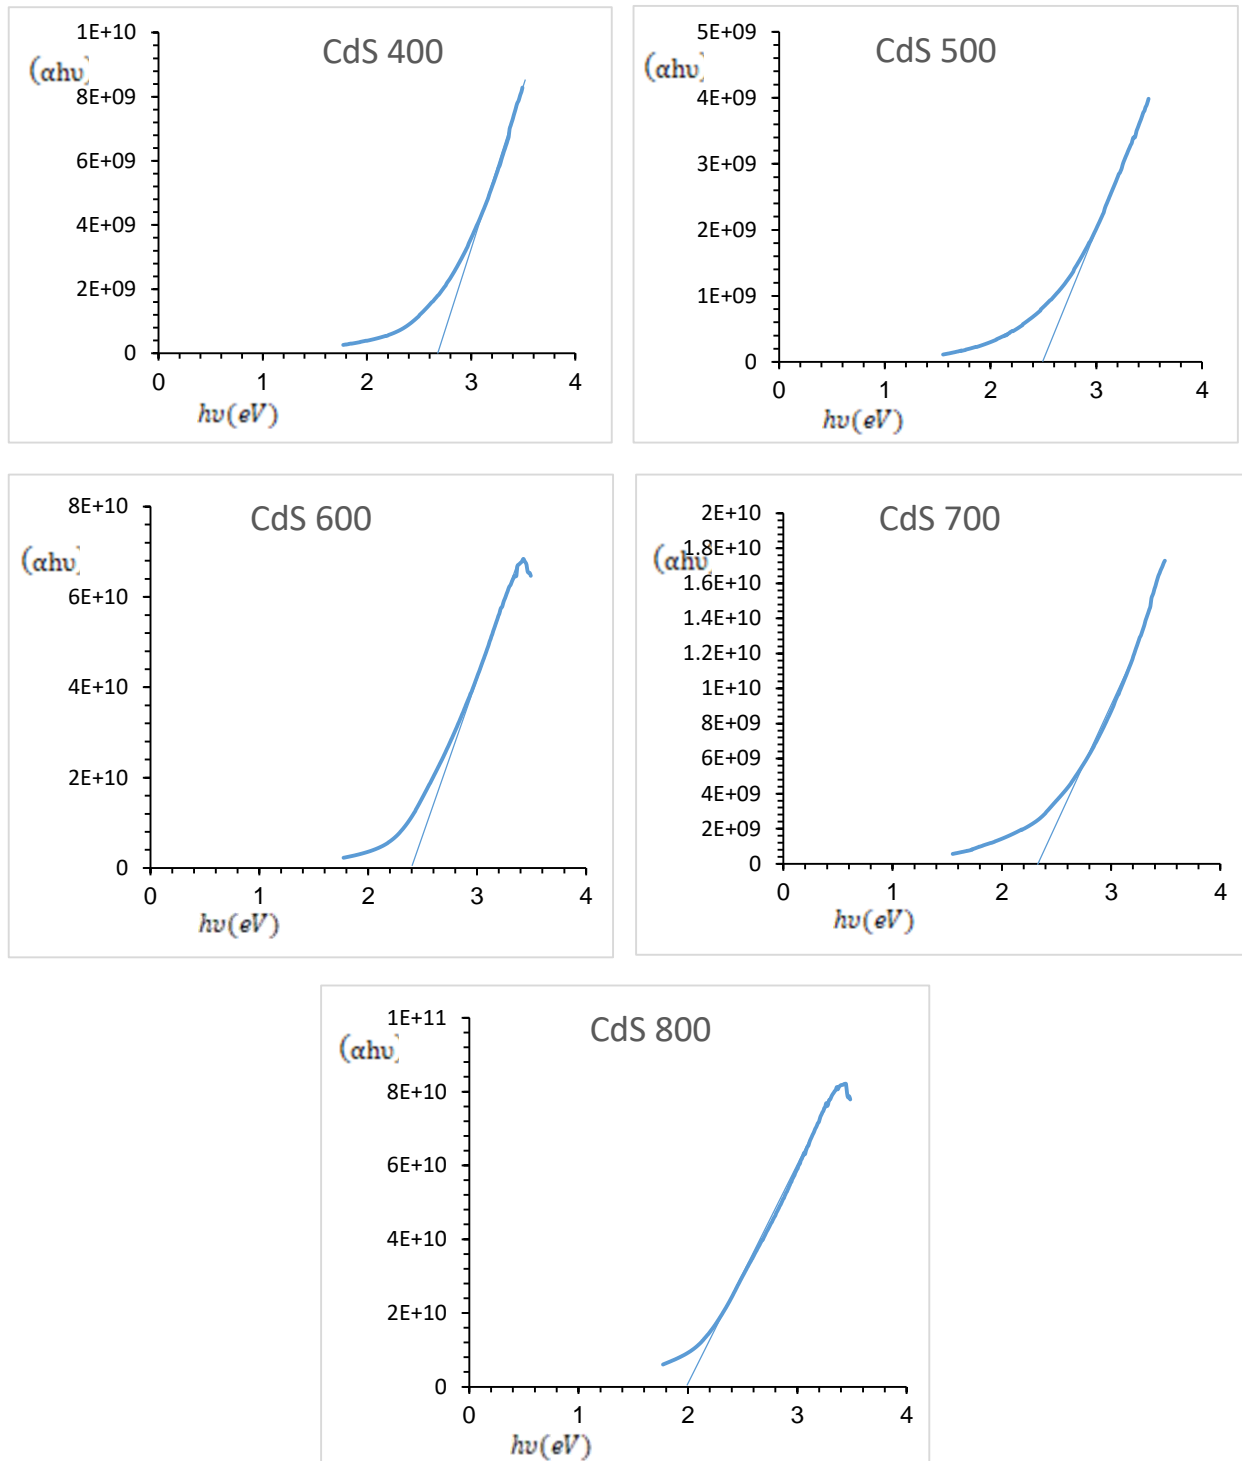 CdS 400
(αhυ)
1E+10
8E+09
6E+09
4E+09
2E+09
0
0 1 2 3 4
hυ(eV)
CdS 500
(αhυ)
5E+09
4E+09
3E+09
2E+09
1E+09
0
0 1 2 3 4
hυ(eV)
CdS 600
(αhυ)
8E+10
6E+10
4E+10
2E+10
0
0 1 2 3 4
hυ(eV)
CdS 700
(αhυ)
2E+10
1.8E+10
1.6E+10
1.4E+10
1.2E+10
1E+10
8E+09
6E+09
4E+09
2E+09
0
0 1 2 3 4
hυ(eV)
CdS 800
(αhυ)
1E+11
8E+10
6E+10
4E+10
2E+10
0
0 1 2 3 4
hυ(eV)